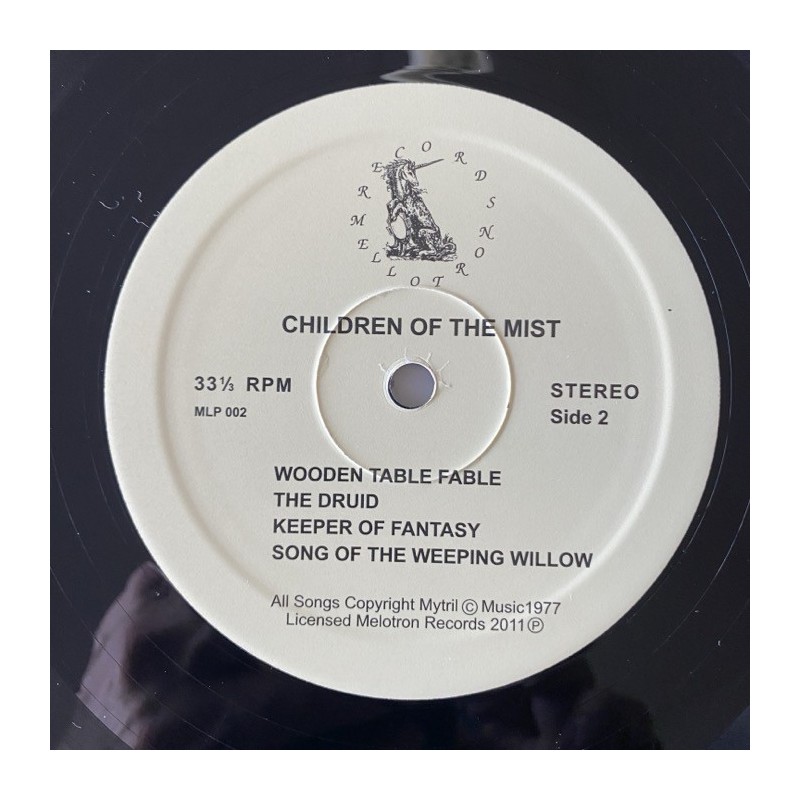 MELLOTRON RECORDS
CHILDREN OF THE MIST
33⅓ RPM
STEREO
MLP 002
Side 2
WOODEN TABLE FABLE
THE DRUID
KEEPER OF FANTASY
SONG OF THE WEEPING WILLOW
All Songs Copyright Mytril © Music1977
Licensed Melotron Records 2011 ℗